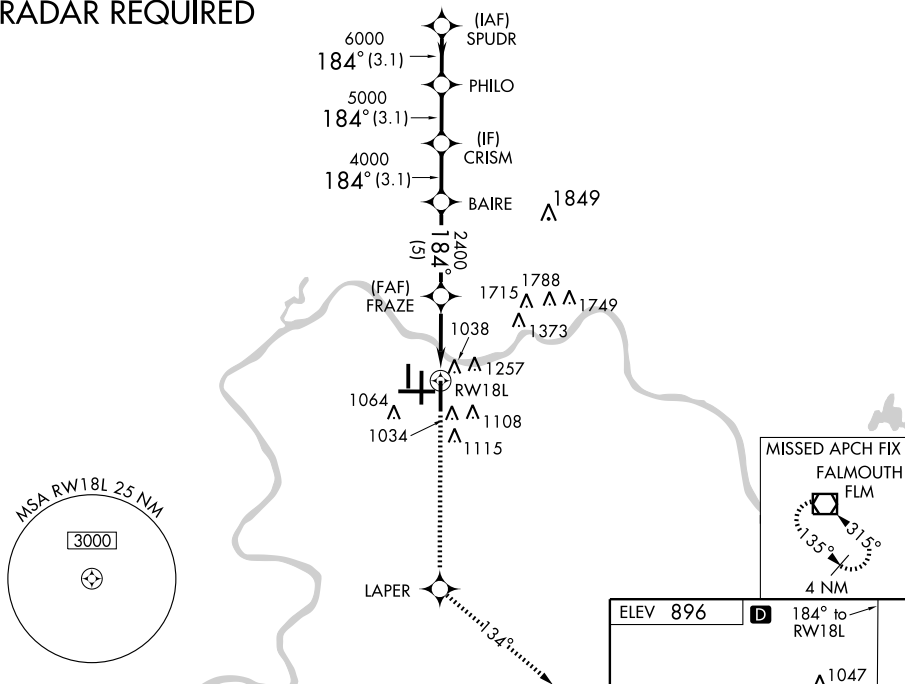 RADAR REQUIRED
(IAF)
SPUDR
6000
184° (3.1)
PHILO
5000
184° (3.1)
(IF)
CRISM
4000
184° (3.1)
BAIRE
1849
2400
184°
(5)
(FAF)
FRAZE
1715
1788
1749
1373
1038
1257
RW18L
1064
1034
1108
1115
MISSED APCH FIX
FALMOUTH
FLM
315°
135°
4 NM
MSA RW18L 25 NM
3000
LAPER
134°
ELEV 896
D
184° to
RW18L
1047